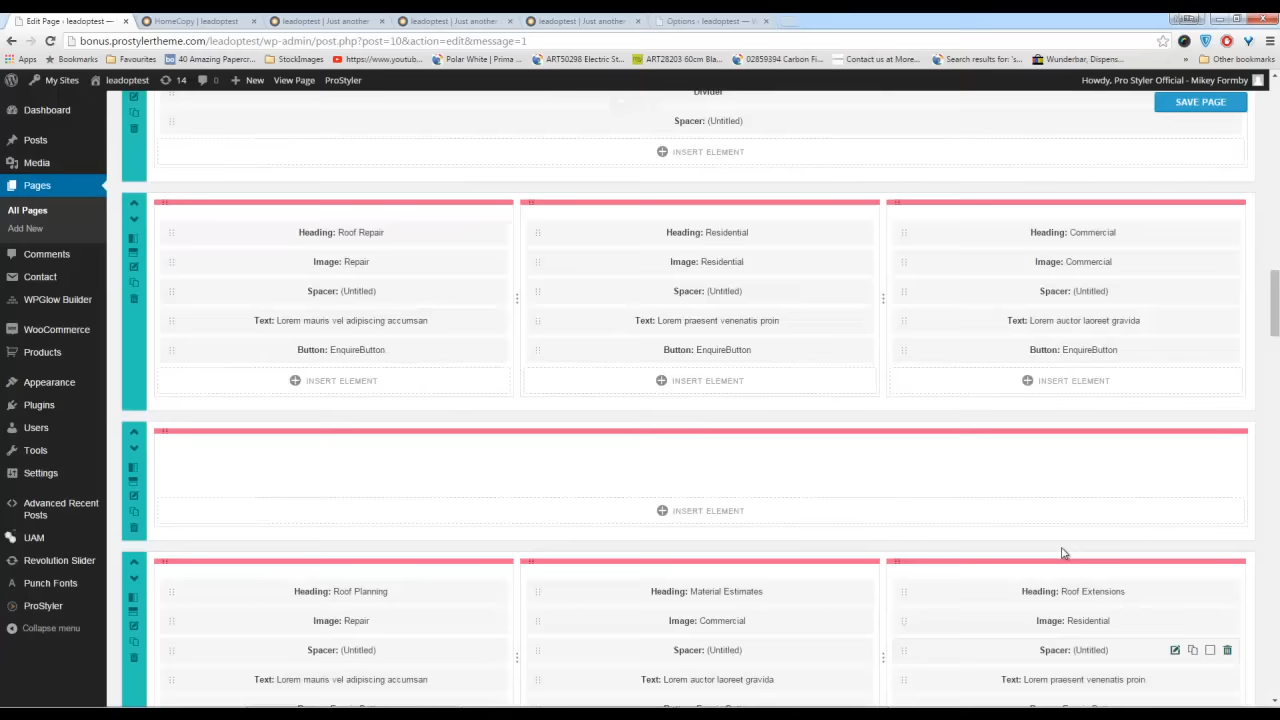 Edit Page ‹ leadoptest —
HomeCopy | leadoptest
leadoptest | Just another
leadoptest | Just another
leadoptest | Just another
Options ‹ leadoptest — W
Mikey
bonus.prostylertheme.com/leadoptest/wp-admin/post.php?post=10&action=edit&message=1
Apps
Bookmarks
Favourites
40 Amazing Papercr...
StockImages
https://www.youtub...
Polar White | Prima ...
ART50298 Electric St...
ART28203 60cm Bla...
02859394 Carbon Fi...
Contact us at More...
Search results for: 's...
Wunderbar, Dispens...
»
Other bookmarks
My Sites
leadoptest
14
0
New
View Page
ProStyler
Howdy, Pro Styler Official - Mikey Formby
Dashboard
Posts
Media
Pages
All Pages
Add New
Comments
Contact
WPGlow Builder
WooCommerce
Products
Appearance
Plugins
Users
Tools
Settings
Advanced Recent
Posts
UAM
Revolution Slider
Punch Fonts
ProStyler
Collapse menu
SAVE PAGE
Divider
Spacer: (Untitled)
INSERT ELEMENT
Heading: Roof Repair
Image: Repair
Spacer: (Untitled)
Text: Lorem mauris vel adipiscing accumsan
Button: EnquireButton
INSERT ELEMENT
Heading: Residential
Image: Residential
Spacer: (Untitled)
Text: Lorem praesent venenatis proin
Button: EnquireButton
INSERT ELEMENT
Heading: Commercial
Image: Commercial
Spacer: (Untitled)
Text: Lorem auctor laoreet gravida
Button: EnquireButton
INSERT ELEMENT
INSERT ELEMENT
Heading: Roof Planning
Image: Repair
Spacer: (Untitled)
Text: Lorem mauris vel adipiscing accumsan
Heading: Material Estimates
Image: Commercial
Spacer: (Untitled)
Text: Lorem auctor laoreet gravida
Heading: Roof Extensions
Image: Residential
Spacer: (Untitled)
Text: Lorem praesent venenatis proin